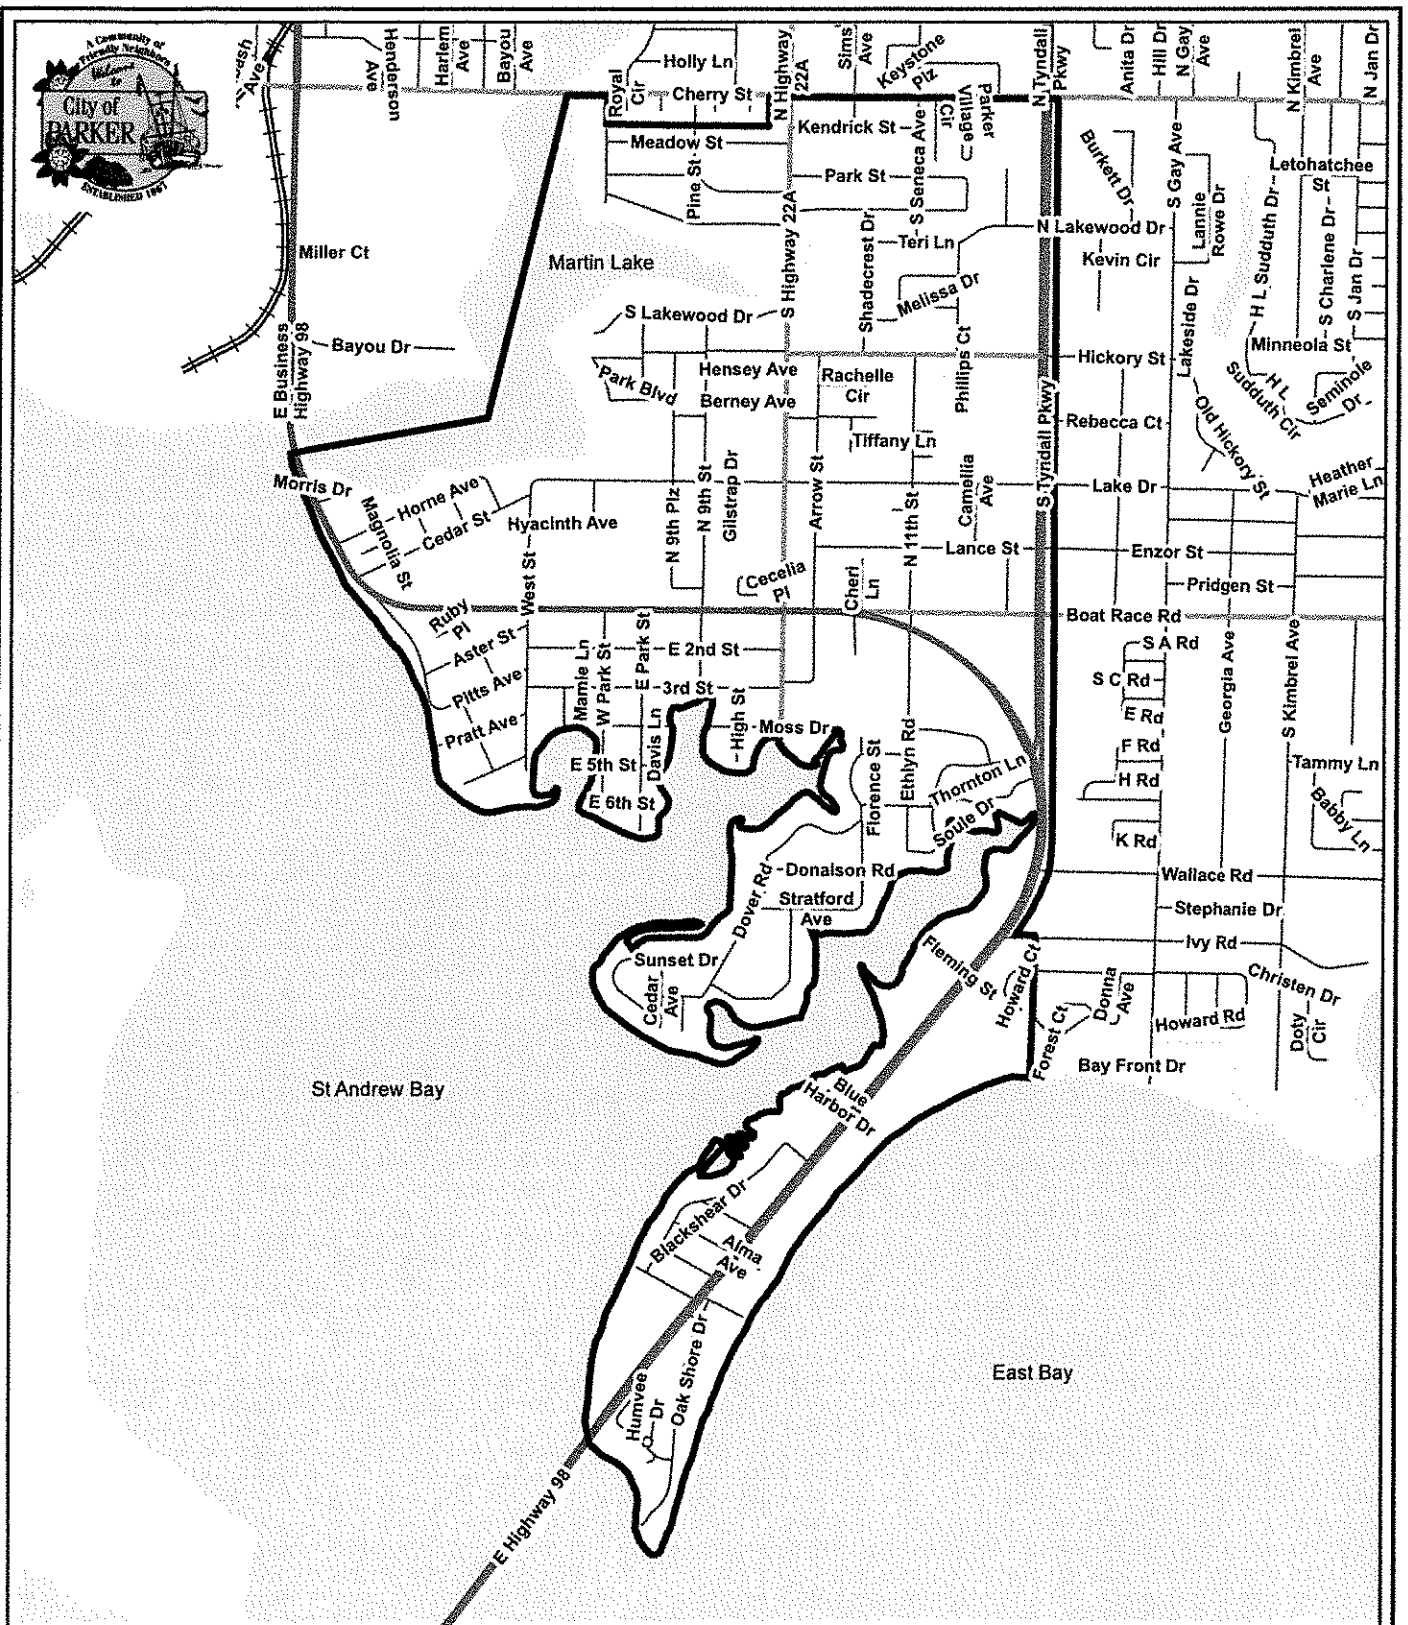 A Community of
Friendly Neighbors
Welcome
to
City of
PARKER
ESTABLISHED 1967
Ave
Henderson
Ave
Harlem
Ave
Bayou
Ave
Holly Ln
Royal
Cir
Cherry St
N Highway
22A
Sims
Ave
Keystone
Plz
Parker
Village
Cir
N Tyndall
Pkwy
Anita Dr
Hill Dr
N Gay
Ave
N Kimbrel
Ave
N Jan Dr
Kendrick St
Meadow St
Pine St
Park St
S Seneca Ave
Burkett Dr
S Gay Ave
Lannie
Rowe Dr
Letohatchee
St
H L Sudduth Dr
S Charlene Dr
S Jan Dr
Miller Ct
Martin Lake
S Highway 22A
Shadecrest Dr
Teri Ln
N Lakewood Dr
Kevin Cir
Melissa Dr
S Lakewood Dr
Lakeside Dr
E Business
Highway 98
Bayou Dr
Hensey Ave
Park Blvd
Berney Ave
Rachelle
Cir
Phillips Ct
Hickory St
Minneola St
H L
Sudduth Cir
Seminole
Dr
S Tyndall Pkwy
Rebecca Ct
Old Hickory St
Tiffany Ln
Morris Dr
Horne Ave
Magnolia St
Cedar St
Hyacinth Ave
N 9th Plz
N 9th St
Gilstrap Dr
Arrow St
N 11th St
Camellia
Ave
Lake Dr
Heather
Marie Ln
Lance St
Enzor St
West St
Cecelia
Pl
Cheri
Ln
Pridgen St
Ruby
Pl
Boat Race Rd
Aster St
Mamie Ln
W Park St
E Park St
E 2nd St
S A Rd
Georgia Ave
S Kimbrel Ave
Pitts Ave
3rd St
S C Rd
E Rd
Pratt Ave
Davis Ln
High St
Moss Dr
Florence St
Ethlyn Rd
F Rd
E 5th St
Thornton Ln
H Rd
Tammy Ln
E 6th St
Soule Dr
Babby Ln
K Rd
Dover Rd
Donalson Rd
Wallace Rd
Stratford
Ave
Stephanie Dr
Sunset Dr
Cedar
Ave
Fleming St
Howard Ct
Ivy Rd
Donna
Ave
Christen Dr
Forest Ct
Howard Rd
Doty
Cir
Bay Front Dr
St Andrew Bay
Blue
Harbor Dr
Blackshear Dr
Alma
Ave
Oak Shore Dr
Humvee
Dr
East Bay
E Highway 98